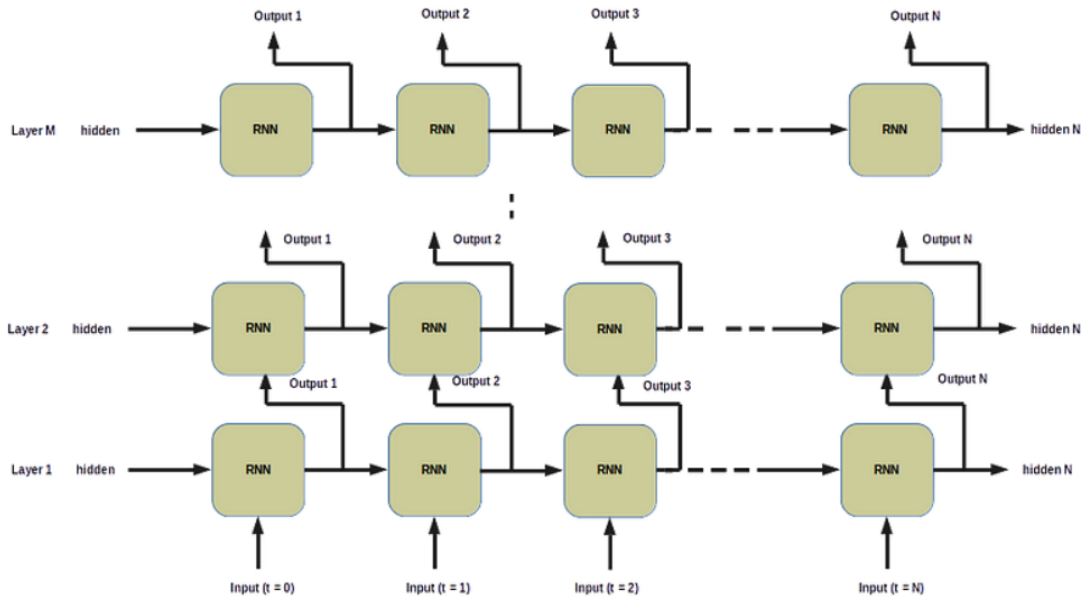 Output 1
Output 2
Output 3
Output N
Layer M hidden RNN RNN RNN RNN hidden N
Output 1
Output 2
Output 3
Output N
Layer 2 hidden RNN RNN RNN RNN hidden N
Output 1
Output 2
Output 3
Output N
Layer 1 hidden RNN RNN RNN RNN hidden N
Input (t = 0)
Input (t = 1)
Input (t = 2)
Input (t = N)